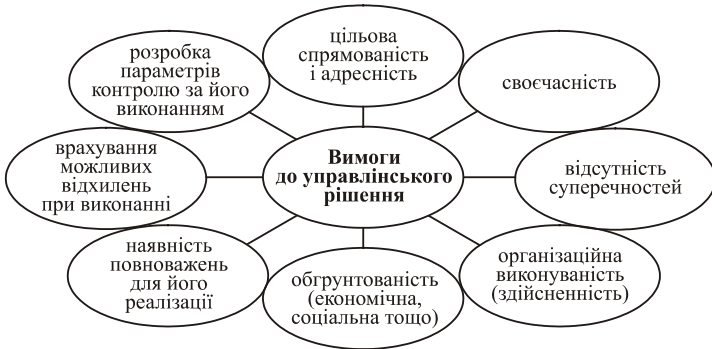 цільова
спрямованість
і адресність
розробка
параметрів
контролю за його
виконанням
своєчасність
врахування
можливих
відхилень
при виконанні
Вимоги
до управлінського
рішення
відсутність
суперечностей
наявність
повноважень
для його
реалізації
обгрунтованість
(економічна,
соціальна тощо)
організаційна
виконуваність
(здійсненність)